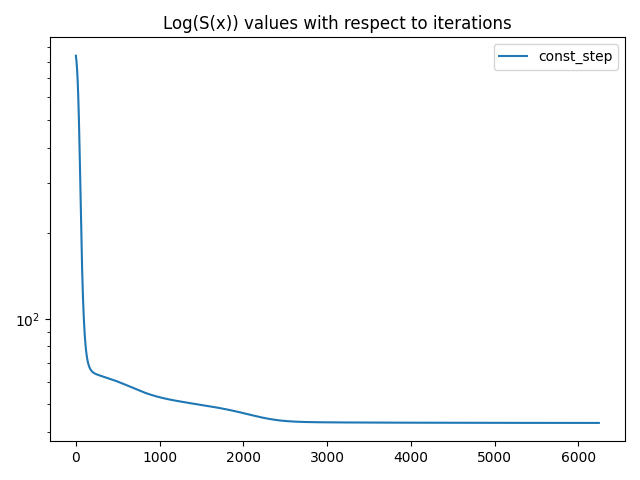 Log(S(x)) values with respect to iterations
const_step
10²
0 1000 2000 3000 4000 5000 6000